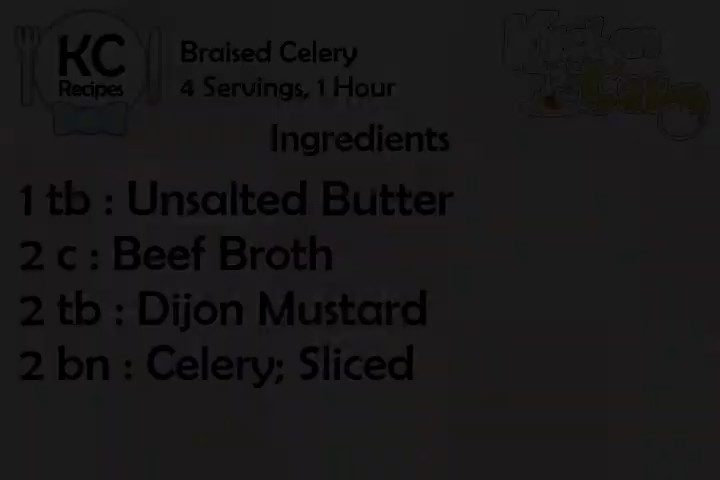 KC
Recipes
Braised Celery
4 Servings, 1 Hour
Ingredients
1 tb : Unsalted Butter
2 c : Beef Broth
2 tb : Dijon Mustard
2 bn : Celery; Sliced